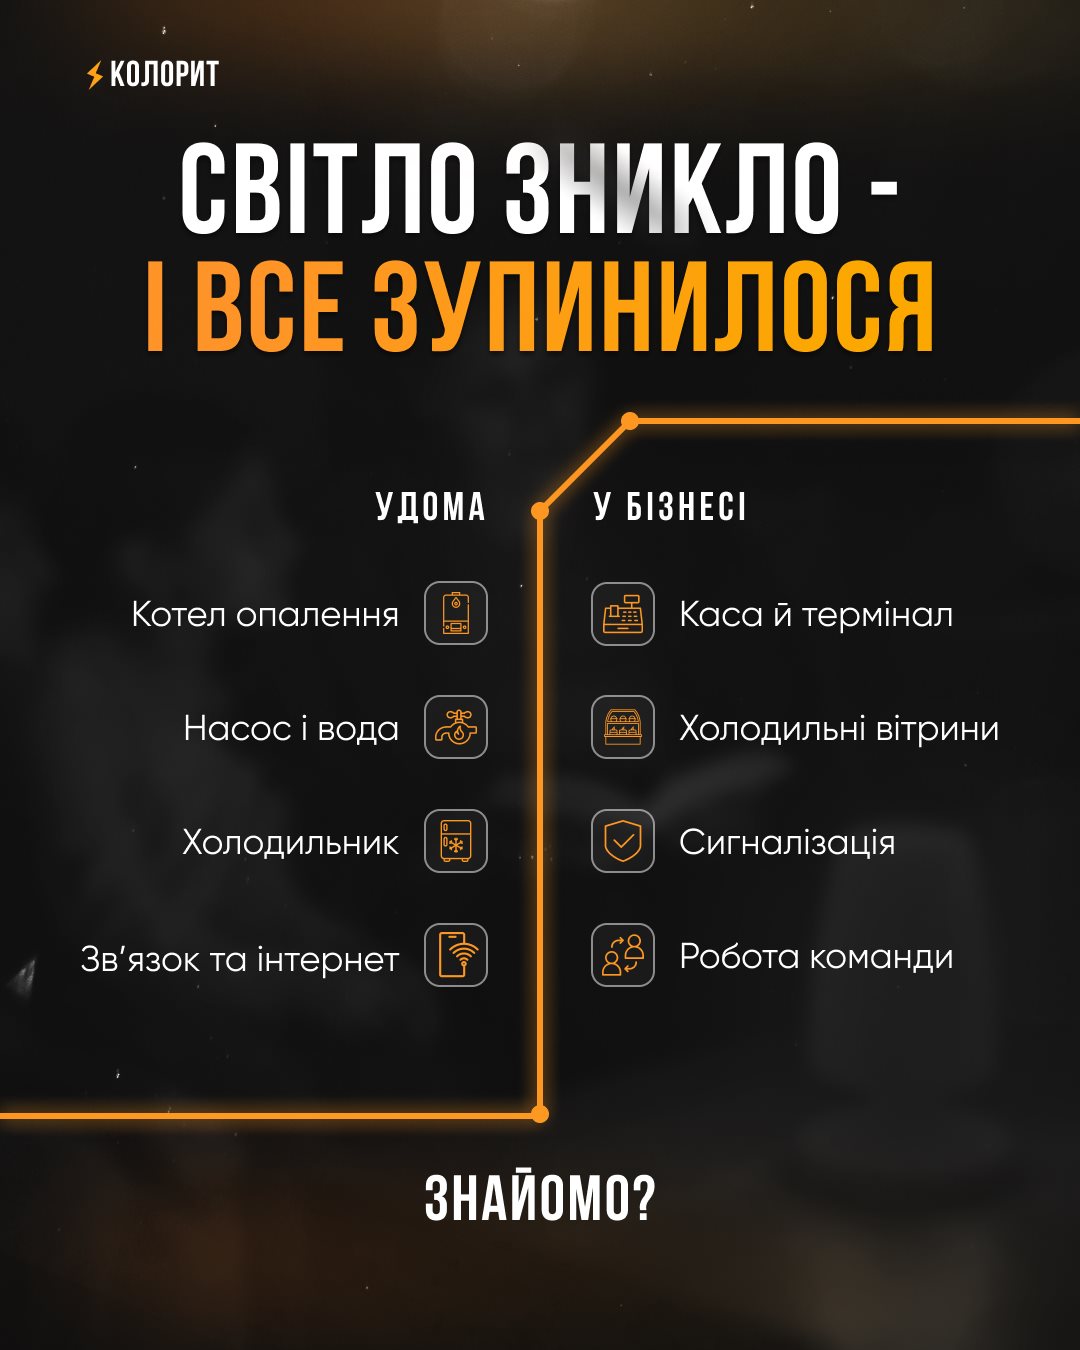 КОЛОРИТ
СВІТЛО ЗНИКЛО -
І ВСЕ ЗУПИНИЛОСЯ
УДОМА
Котел опалення
Насос і вода
Холодильник
Зв’язок та інтернет
У БІЗНЕСІ
Каса й термінал
Холодильні вітрини
Сигналізація
Робота команди
ЗНАЙОМО?